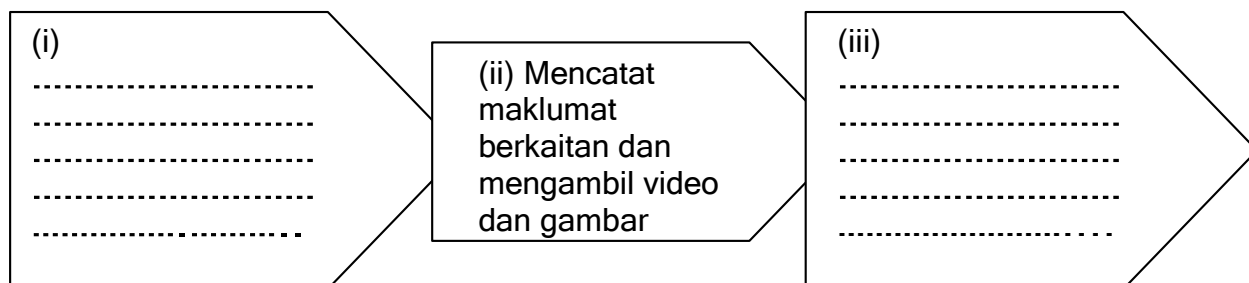 (i)
(ii) Mencatat
maklumat
berkaitan dan
mengambil video
dan gambar
(iii)